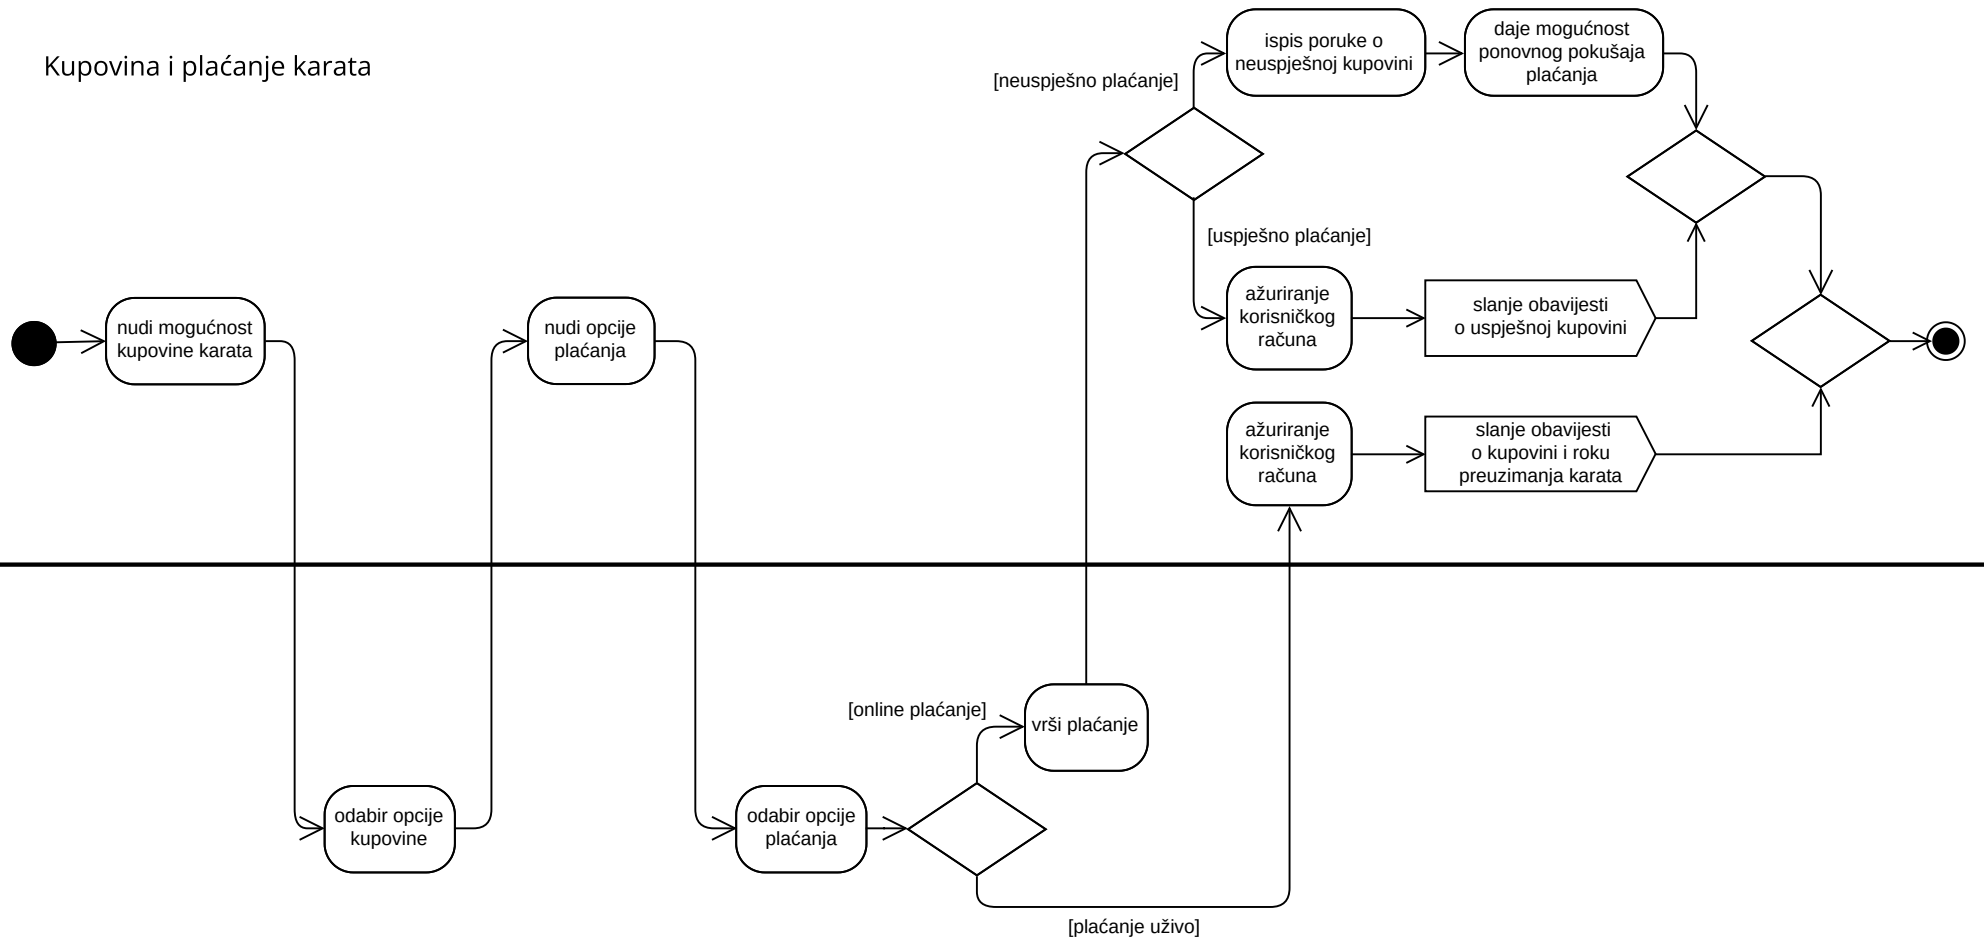 Kupovina i plaćanje karata
ispis poruke o
neuspješnoj kupovini
daje mogućnost
ponovnog pokušaja
plaćanja
[neuspješno plaćanje]
[uspješno plaćanje]
nudi mogućnost
kupovine karata
nudi opcije
plaćanja
ažuriranje
korisničkog
računa
slanje obavijesti
o uspješnoj kupovini
ažuriranje
korisničkog
računa
slanje obavijesti
o kupovini i roku
preuzimanja karata
[online plaćanje]
vrši plaćanje
odabir opcije
kupovine
odabir opcije
plaćanja
[plaćanje uživo]